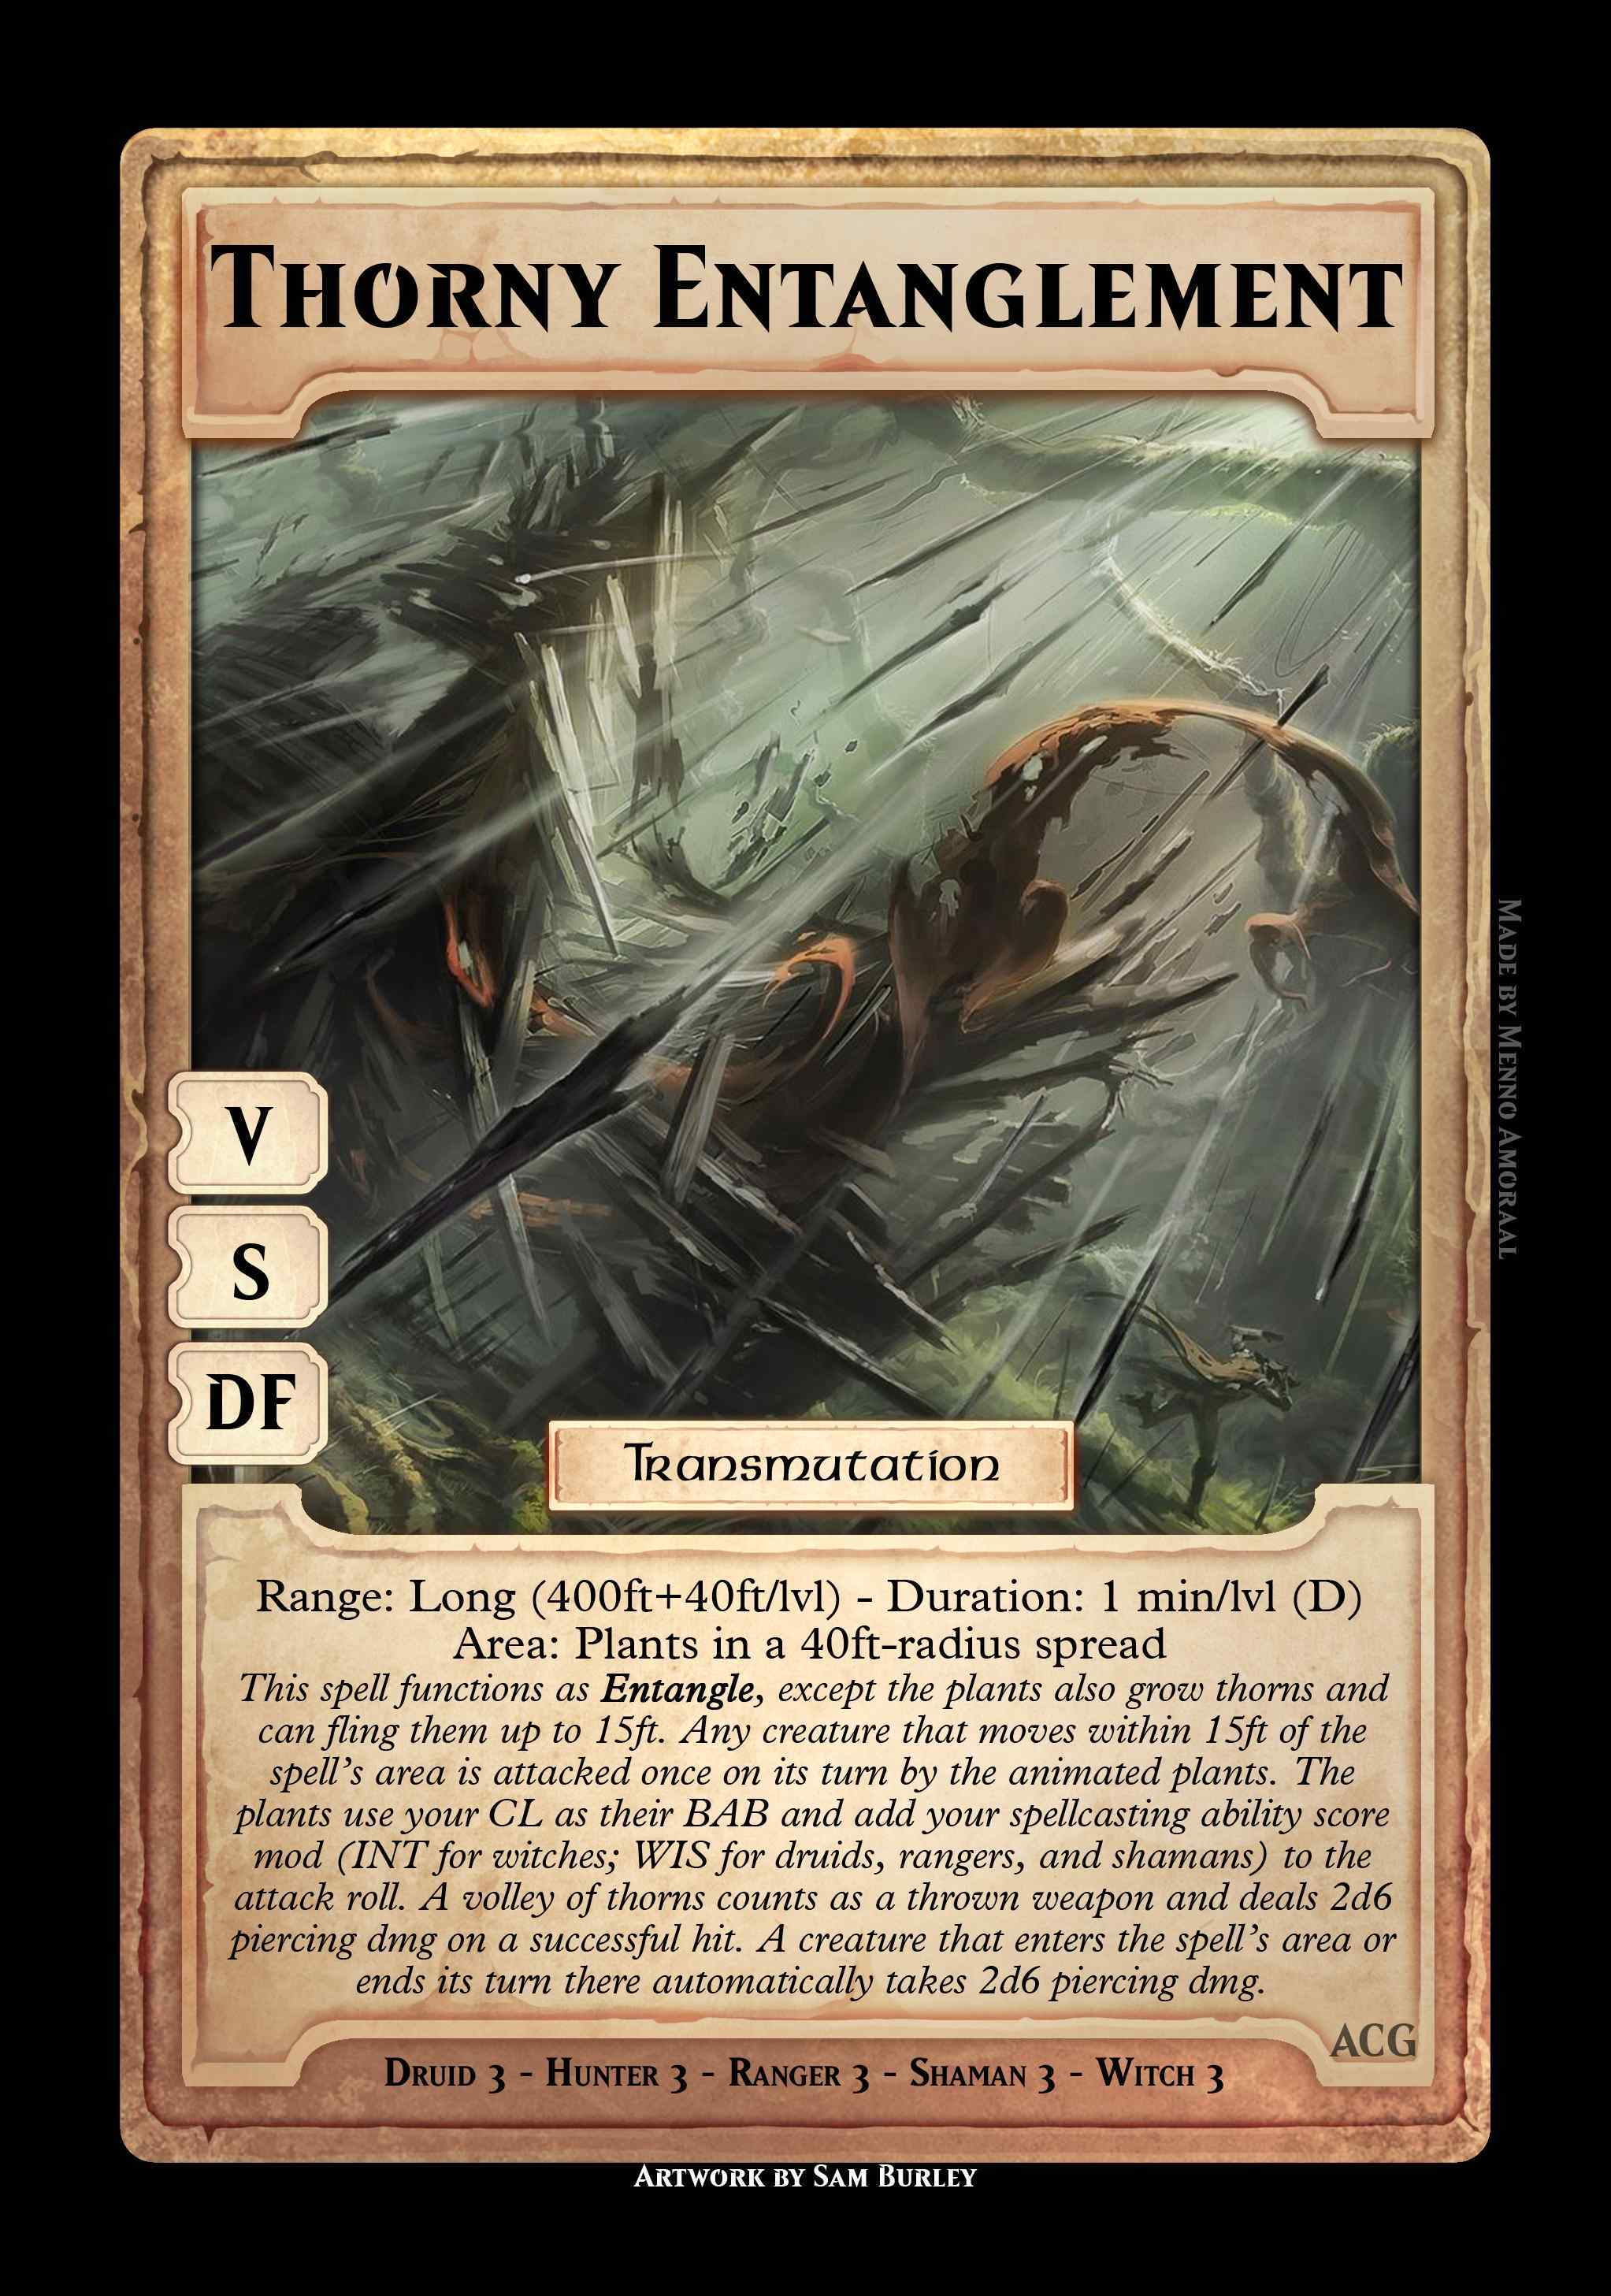 Thorny Entanglement
V
S
DF
Transmutation
Range: Long (400ft+40ft/lvl) - Duration: 1 min/lvl (D)
Area: Plants in a 40ft-radius spread
This spell functions as Entangle, except the plants also grow thorns and
can fling them up to 15ft. Any creature that moves within 15ft of the
spell's area is attacked once on its turn by the animated plants. The
plants use your CL as their BAB and add your spellcasting ability score
mod (INT for witches; WIS for druids, rangers, and shamans) to the
attack roll. A volley of thorns counts as a thrown weapon and deals 2d6
piercing dmg on a successful hit. A creature that enters the spell's area or
ends its turn there automatically takes 2d6 piercing dmg.
ACG
Druid 3 - Hunter 3 - Ranger 3 - Shaman 3 - Witch 3
Artwork by Sam Burley
Made by Menno Amoraal